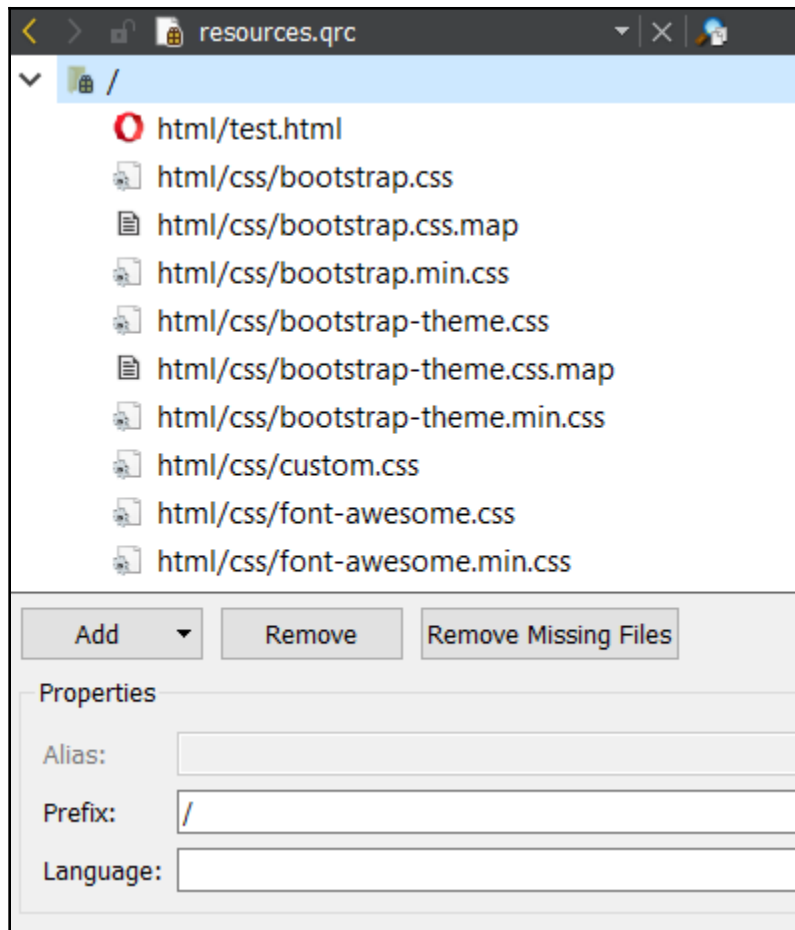 resources.qrc
/
html/test.html
html/css/bootstrap.css
html/css/bootstrap.css.map
html/css/bootstrap.min.css
html/css/bootstrap-theme.css
html/css/bootstrap-theme.css.map
html/css/bootstrap-theme.min.css
html/css/custom.css
html/css/font-awesome.css
html/css/font-awesome.min.css
Add Remove Remove Missing Files
Properties
Alias:
Prefix: /
Language: